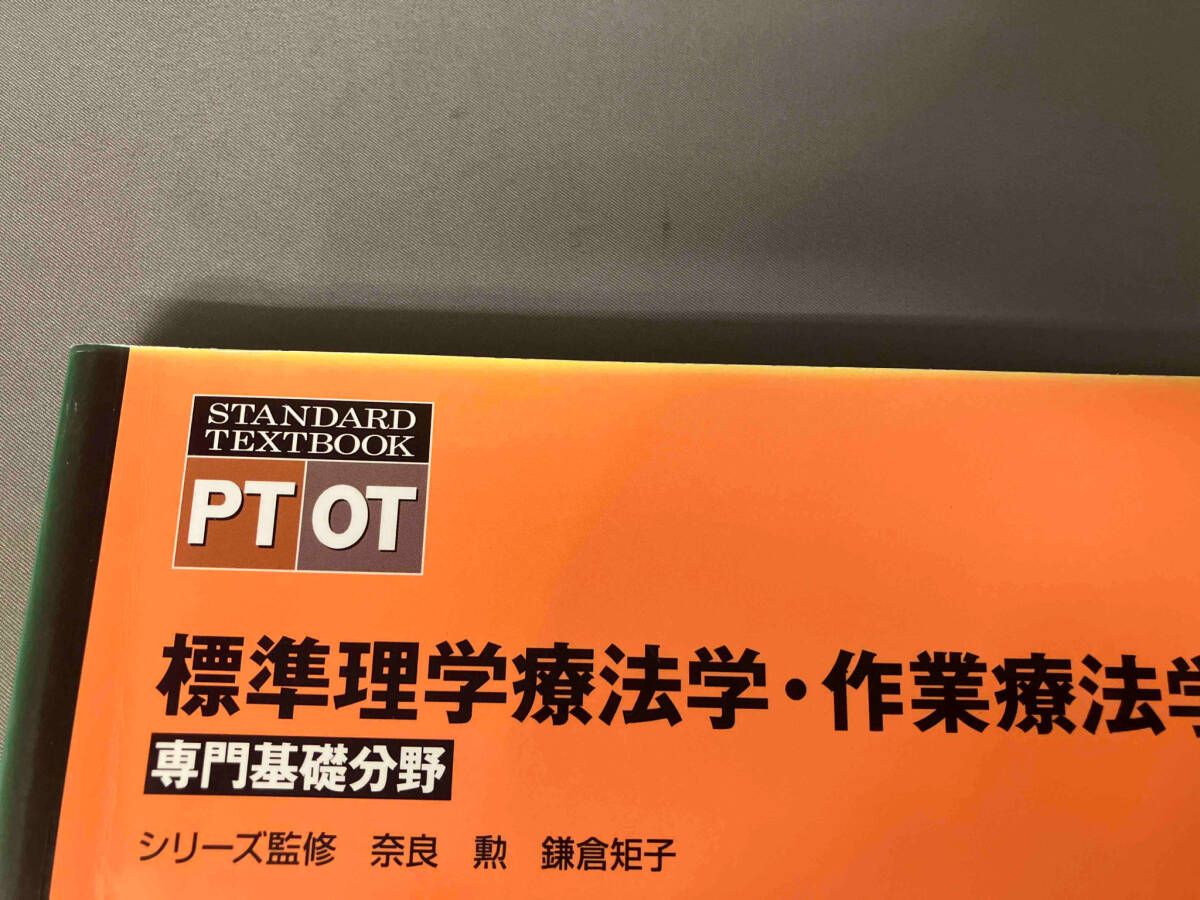 STANDARD
TEXTBOOK
PT OT
標準理学療法学・作業療法学
専門基礎分野
シリーズ監修 奈良 勲 鎌倉矩子